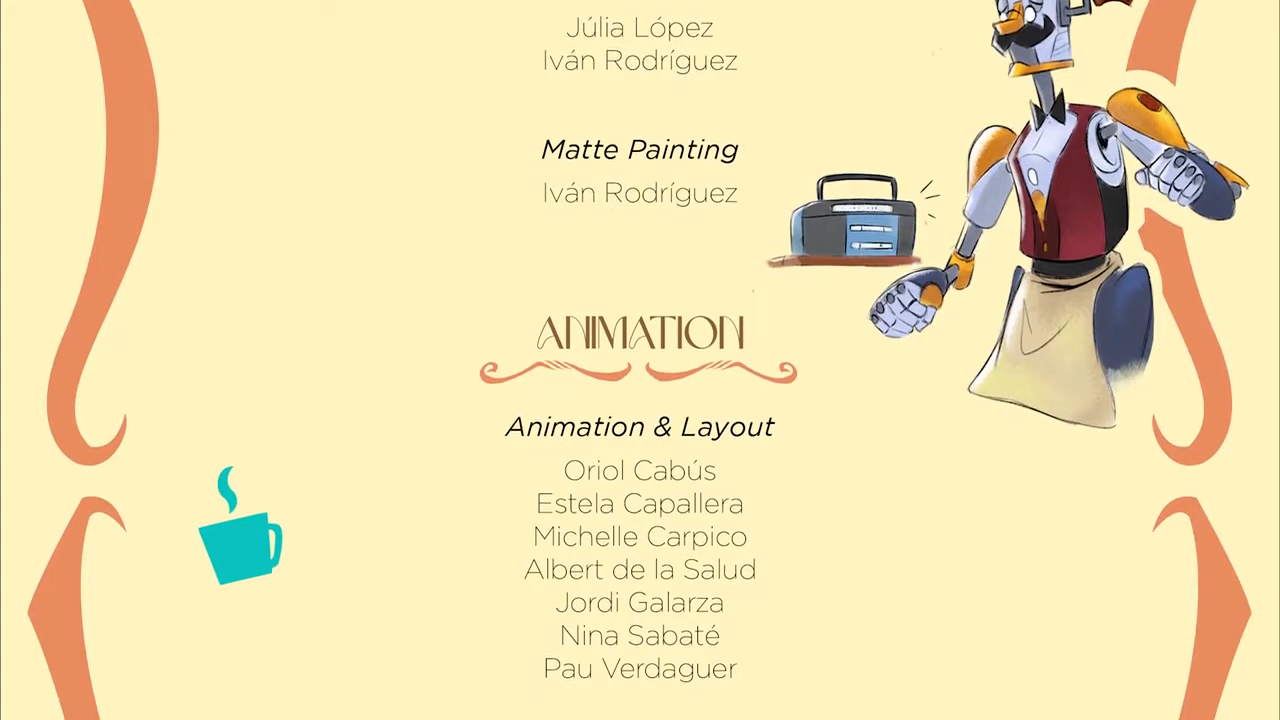 Júlia López
Iván Rodríguez
Matte Painting
Iván Rodríguez
ANIMATION
Animation & Layout
Oriol Cabús
Estela Capallera
Michelle Carpico
Albert de la Salud
Jordi Galarza
Nina Sabaté
Pau Verdaguer